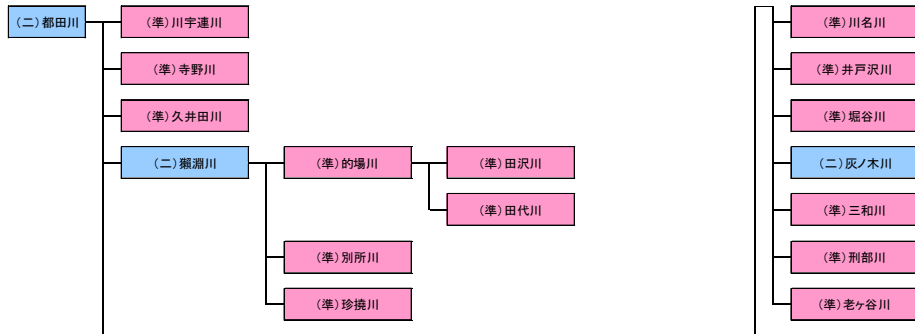 (二)都田川
(準)川宇連川
(準)寺野川
(準)久井田川
(二)獺淵川
(準)的場川
(準)田沢川
(準)田代川
(準)別所川
(準)珍撓川
(準)川名川
(準)井戸沢川
(準)堀谷川
(二)灰ノ木川
(準)三和川
(準)刑部川
(準)老ヶ谷川